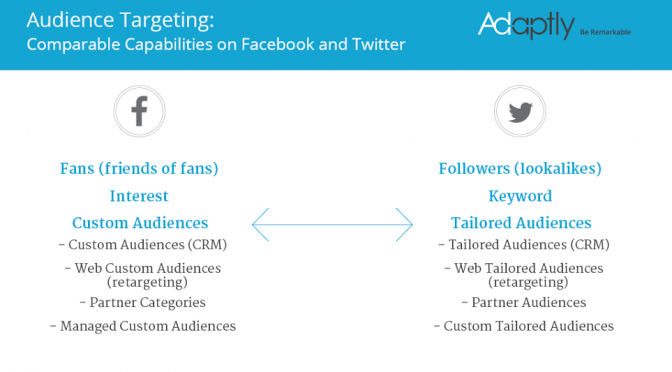 Audience Targeting:
Comparable Capabilities on Facebook and Twitter
Adaptly Be Remarkable
Fans (friends of fans)
Interest
Custom Audiences
- Custom Audiences (CRM)
- Web Custom Audiences
(retargeting)
- Partner Categories
- Managed Custom Audiences
Followers (lookalikes)
Keyword
Tailored Audiences
- Tailored Audiences (CRM)
- Web Tailored Audiences
(retargeting)
- Partner Audiences
- Custom Tailored Audiences